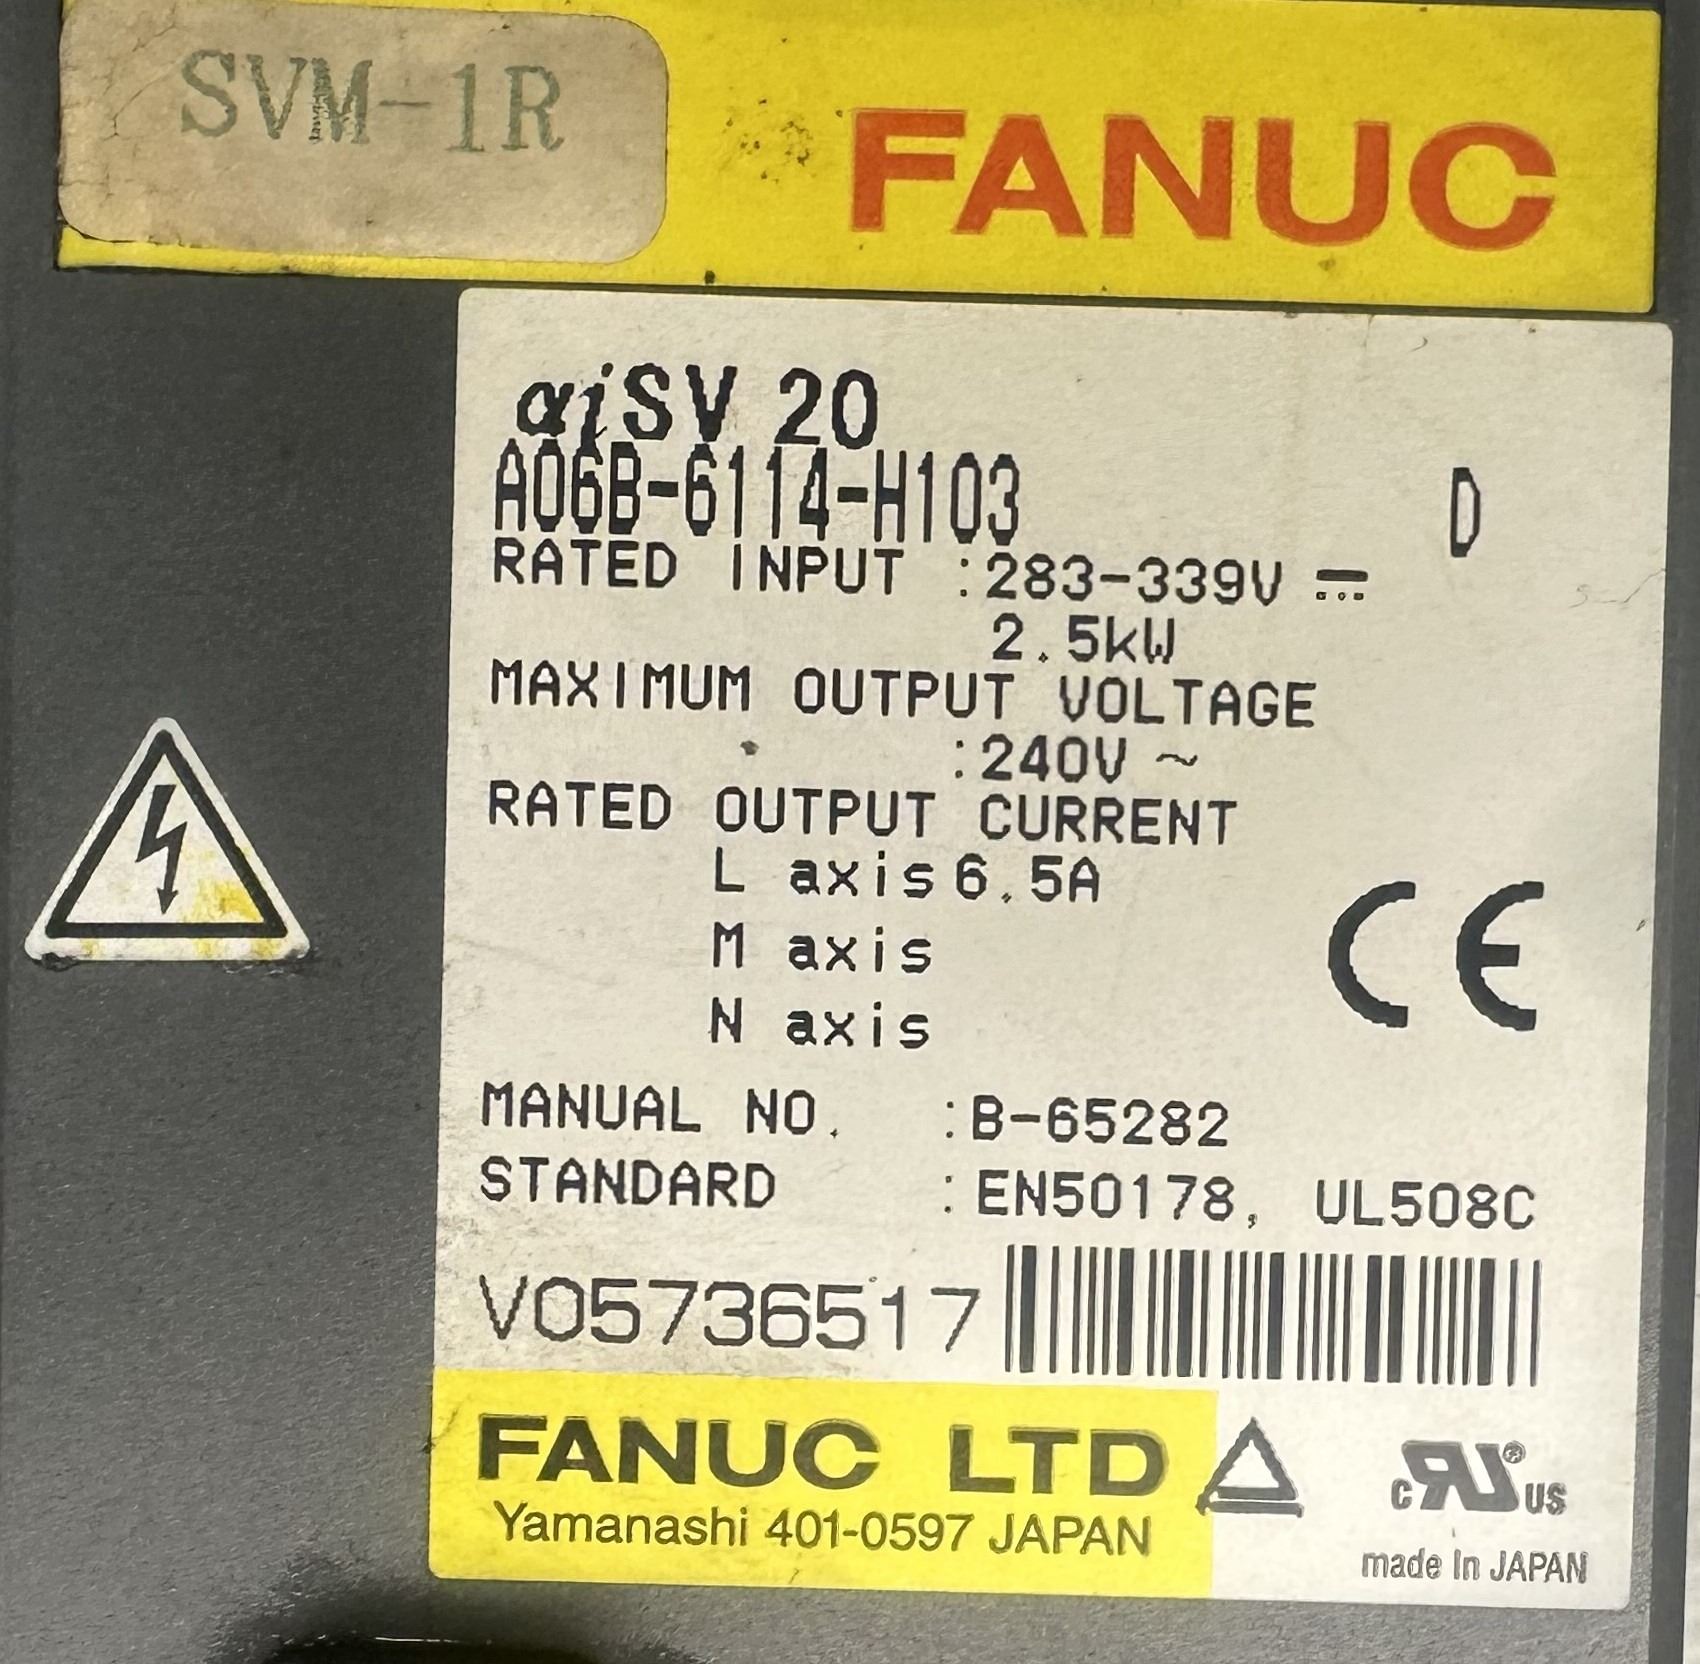 SVM-1R
FANUC
αiSV 20
A06B-6114-H103 D
RATED INPUT :283-339V ⎓
2.5kW
MAXIMUM OUTPUT VOLTAGE
:240V ~
RATED OUTPUT CURRENT
L axis 6.5A
M axis
N axis
CE
MANUAL NO. :B-65282
STANDARD :EN50178, UL508C
V05736517
FANUC LTD
Yamanashi 401-0597 JAPAN
c RU ® US
made In JAPAN